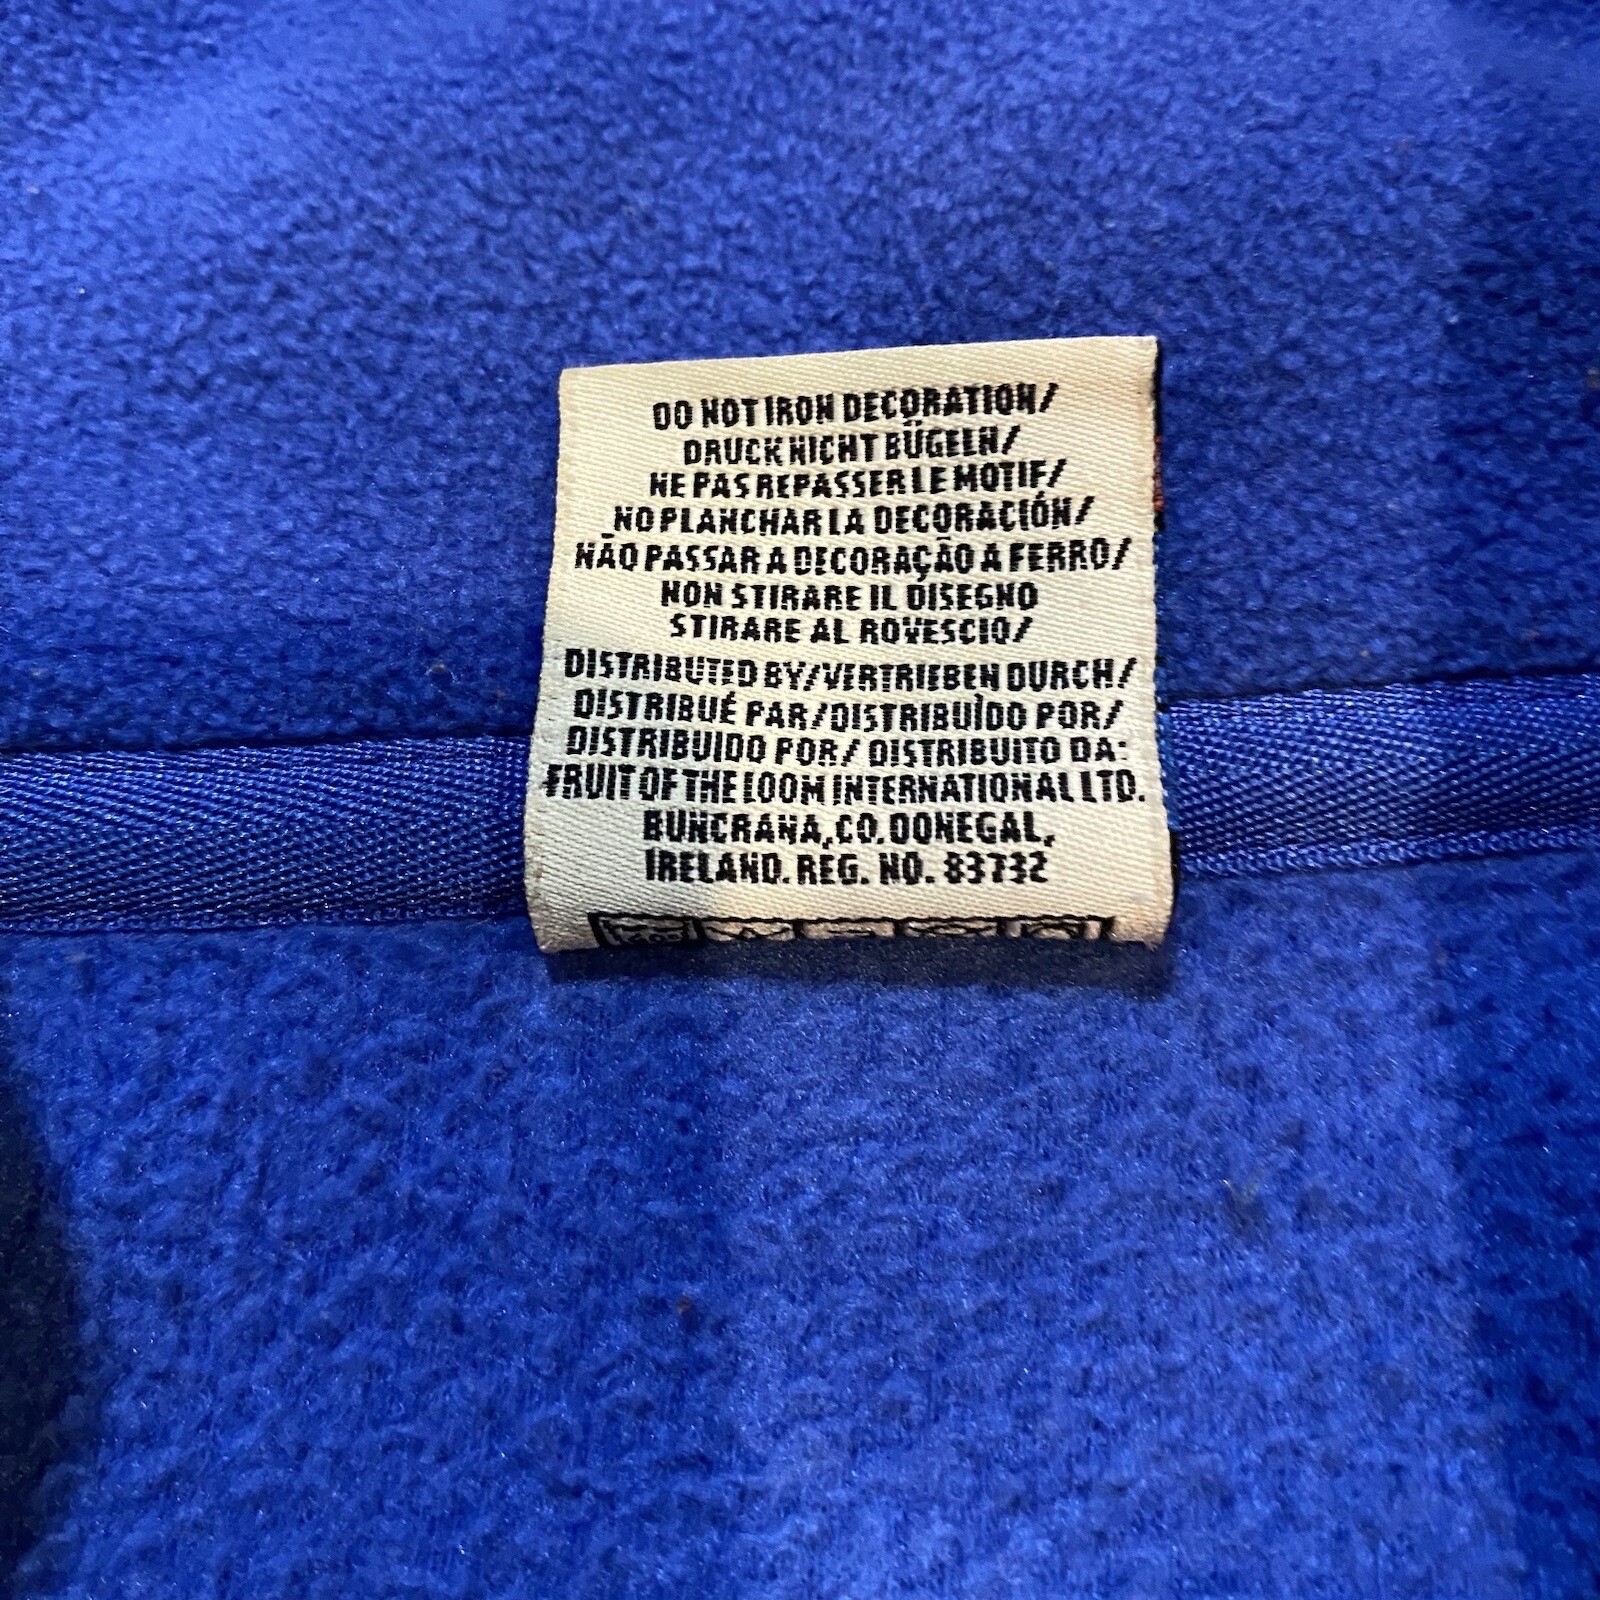 DO NOT IRON DECORATION/
DRUCK NICHT BÜGELN/
NE PAS REPASSER LE MOTIF/
NO PLANCHAR LA DECORACIÓN/
NÃO PASSAR A DECORAÇÃO A FERRO/
NON STIRARE IL DISEGNO
STIRARE AL ROVESCIO/
DISTRIBUTED BY/VERTRIEBEN DURCH/
DISTRIBUÉ PAR/DISTRIBUÌDO POR/
DISTRIBUIDO POR/ DISTRIBUITO DA:
FRUIT OF THE LOOM INTERNATIONAL LTD.
BUNCRANA, CO. DONEGAL,
IRELAND. REG. NO. 83732